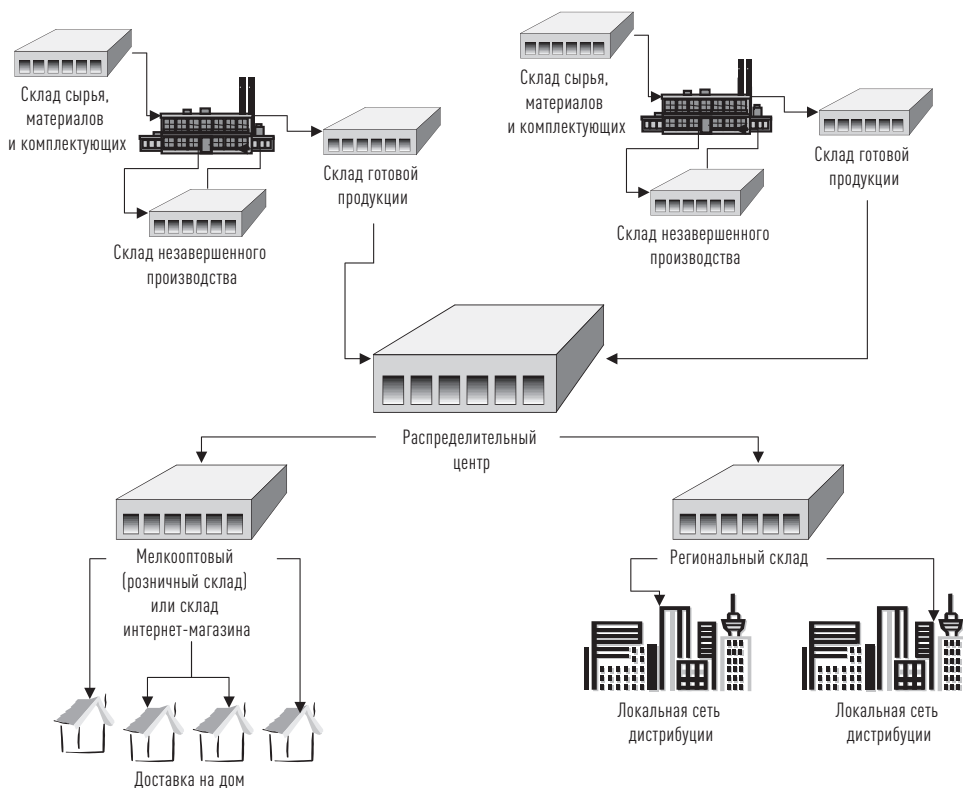 Склад сырья,
материалов
и комплектующих
Склад готовой
продукции
Склад незавершенного
производства
Склад сырья,
материалов
и комплектующих
Склад готовой
продукции
Склад незавершенного
производства
Распределительный
центр
Мелкооптовый
(розничный склад)
или склад
интернет-магазина
Региональный склад
Доставка на дом
Локальная сеть
дистрибуции
Локальная сеть
дистрибуции